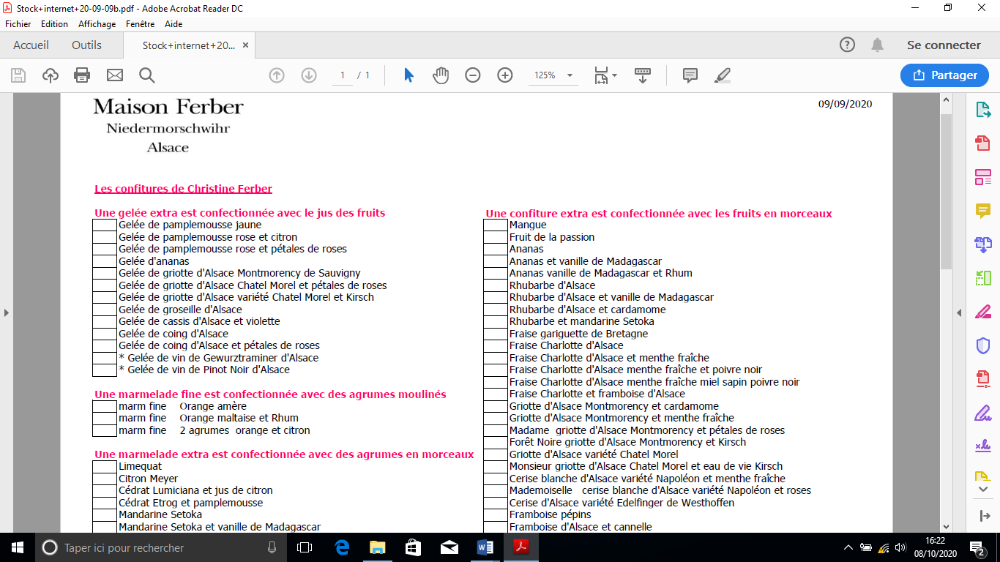 Stock+internet+20-09-09b.pdf - Adobe Acrobat Reader DC
Fichier Edition Affichage Fenêtre Aide
Accueil Outils Stock+internet+20... ×
Se connecter
1 / 1 125% Partager
Maison Ferber
Niedermorschwihr
Alsace
09/09/2020
Les confitures de Christine Ferber
Une gelée extra est confectionnée avec le jus des fruits
Gelée de pamplemousse jaune
Gelée de pamplemousse rose et citron
Gelée de pamplemousse rose et pétales de roses
Gelée d'ananas
Gelée de griotte d'Alsace Montmorency de Sauvigny
Gelée de griotte d'Alsace Chatel Morel et pétales de roses
Gelée de griotte d'Alsace variété Chatel Morel et Kirsch
Gelée de groseille d'Alsace
Gelée de cassis d'Alsace et violette
Gelée de coing d'Alsace
Gelée de coing d'Alsace et pétales de roses
* Gelée de vin de Gewurztraminer d'Alsace
* Gelée de vin de Pinot Noir d'Alsace
Une marmelade fine est confectionnée avec des agrumes moulinés
marm fine Orange amère
marm fine Orange maltaise et Rhum
marm fine 2 agrumes orange et citron
Une marmelade extra est confectionnée avec des agrumes en morceaux
Limequat
Citron Meyer
Cédrat Lumiciana et jus de citron
Cédrat Etrog et pamplemousse
Mandarine Setoka
Mandarine Setoka et vanille de Madagascar
Une confiture extra est confectionnée avec les fruits en morceaux
Mangue
Fruit de la passion
Ananas
Ananas et vanille de Madagascar
Ananas vanille de Madagascar et Rhum
Rhubarbe d'Alsace
Rhubarbe d'Alsace et vanille de Madagascar
Rhubarbe d'Alsace et cardamome
Rhubarbe et mandarine Setoka
Fraise gariguette de Bretagne
Fraise Charlotte d'Alsace
Fraise Charlotte d'Alsace et menthe fraîche
Fraise Charlotte d'Alsace menthe fraîche et poivre noir
Fraise Charlotte d'Alsace menthe fraîche miel sapin poivre noir
Fraise Charlotte et framboise d'Alsace
Griotte d'Alsace Montmorency et cardamome
Griotte d'Alsace Montmorency et menthe fraîche
Madame griotte d'Alsace Montmorency et pétales de roses
Forêt Noire griotte d'Alsace Montmorency et Kirsch
Griotte d'Alsace variété Chatel Morel
Monsieur griotte d'Alsace Chatel Morel et eau de vie Kirsch
Cerise blanche d'Alsace variété Napoléon et menthe fraîche
Mademoiselle cerise blanche d'Alsace variété Napoléon et roses
Cerise d'Alsace variété Edelfinger de Westhoffen
Framboise pépins
Framboise d'Alsace et cannelle
Taper ici pour rechercher
16:22
08/10/2020
2